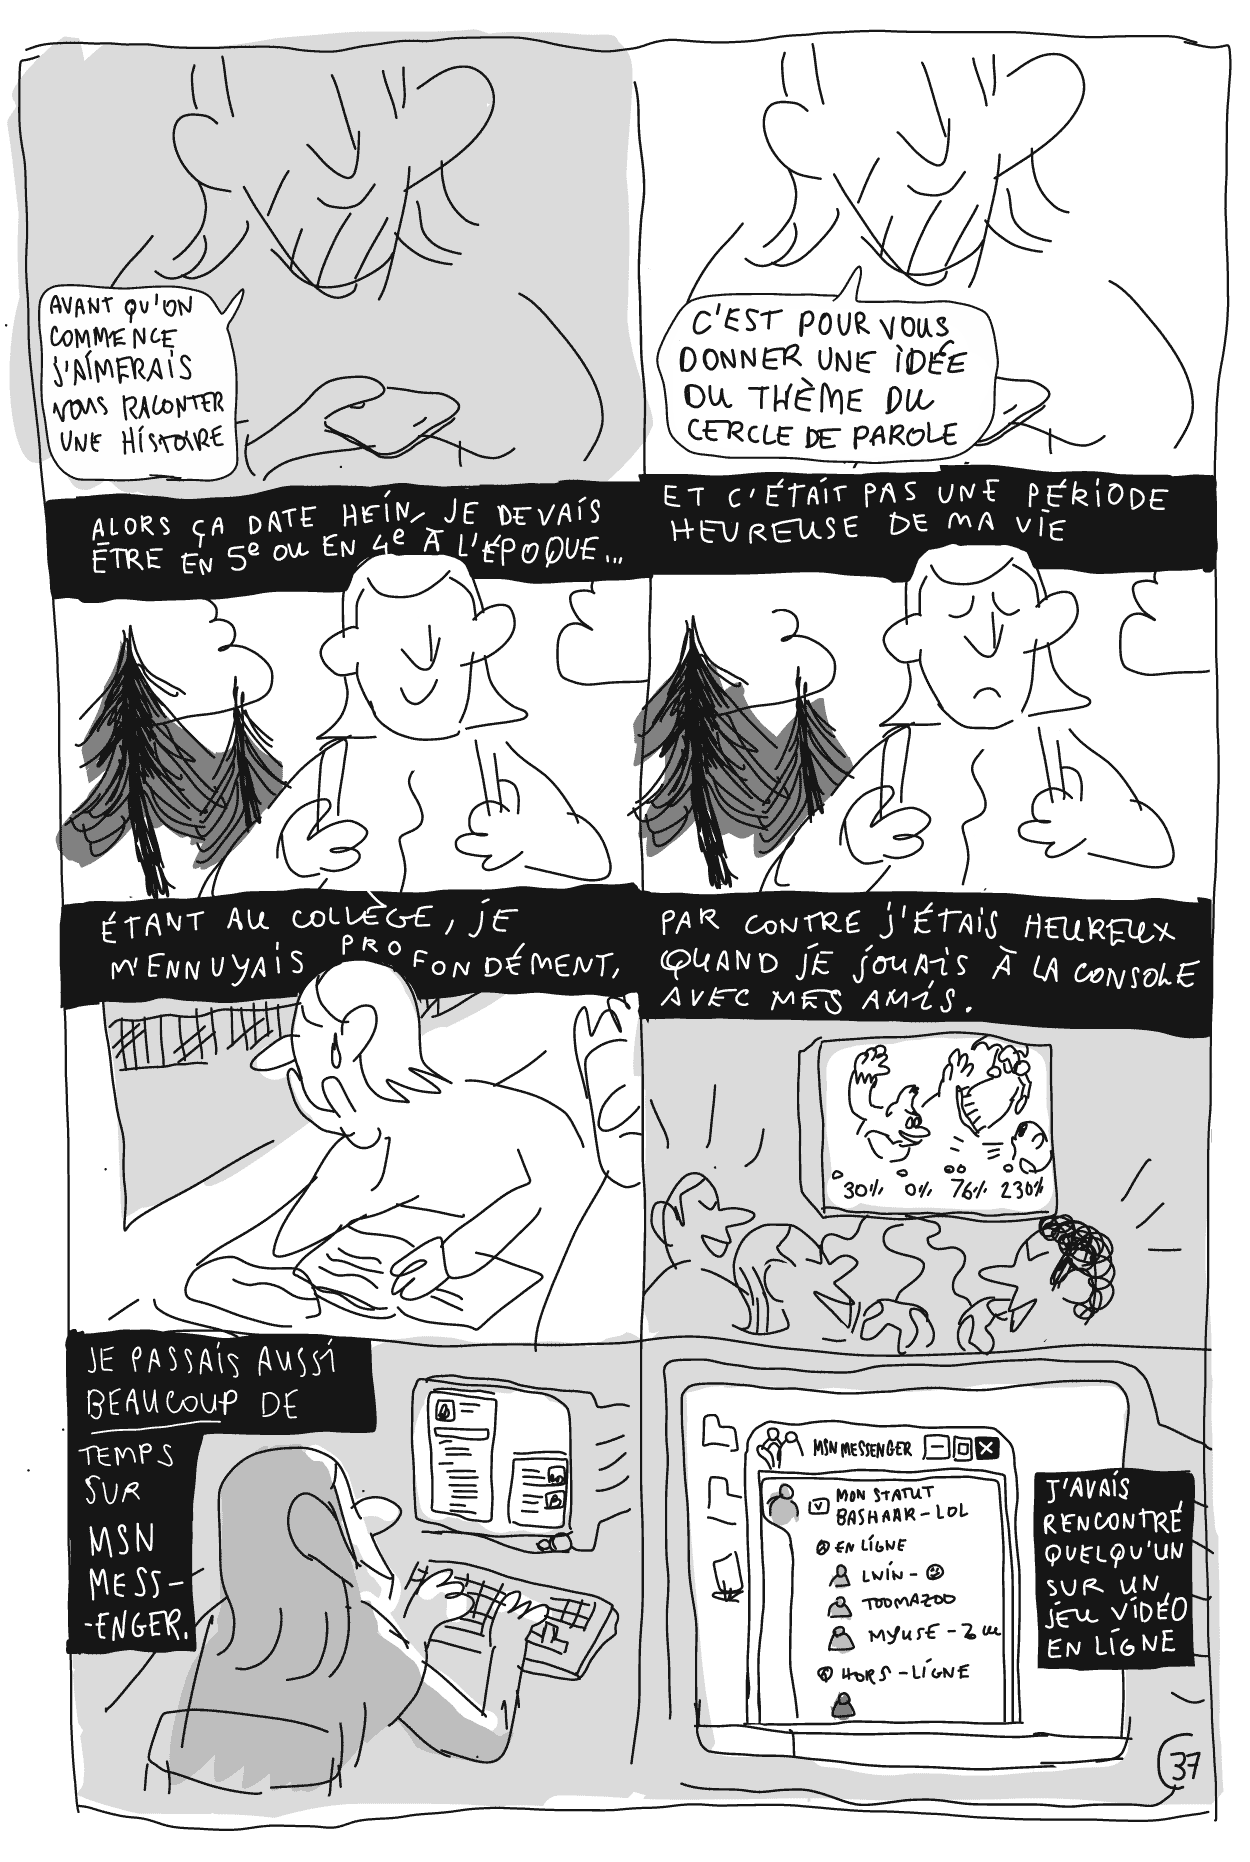 AVANT QU'ON
COMMENCE
J'AIMERAIS
VOUS RACONTER
UNE HISTOIRE
C'EST POUR VOUS
DONNER UNE IDÉE
DU THÈME DU
CERCLE DE PAROLE
ALORS ÇA DATE HEIN, JE DEVAIS
ÊTRE EN 5e OU EN 4e À L'ÉPOQUE...
ET C'ÉTAIT PAS UNE PÉRIODE
HEUREUSE DE MA VIE
ÉTANT AU COLLÈGE, JE
M'ENNUYAIS PROFONDÉMENT,
PAR CONTRE J'ÉTAIS HEUREUX
QUAND JE JOUAIS À LA CONSOLE
AVEC MES AMIS.
30% 0% 76% 230%
JE PASSAIS AUSSI
BEAUCOUP DE
TEMPS
SUR
MSN
MESS-
-ENGER.
MSN MESSENGER
MON STATUT
BASHAAR-LOL
EN LIGNE
LNIN-
TOOMAZOO
MYUSE-
HORS-LIGNE
J'AVAIS
RENCONTRÉ
QUELQU'UN
SUR UN
JEU VIDÉO
EN LIGNE
37